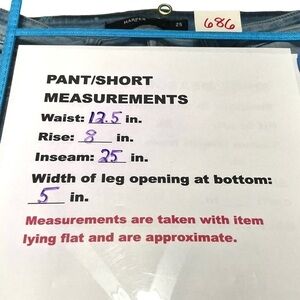 HARPER 25 686
PANT/SHORT
MEASUREMENTS
Waist: 12.5 in.
Rise: 8 in.
Inseam: 25 in.
Width of leg opening at bottom:
5 in.
Measurements are taken with item
lying flat and are approximate.